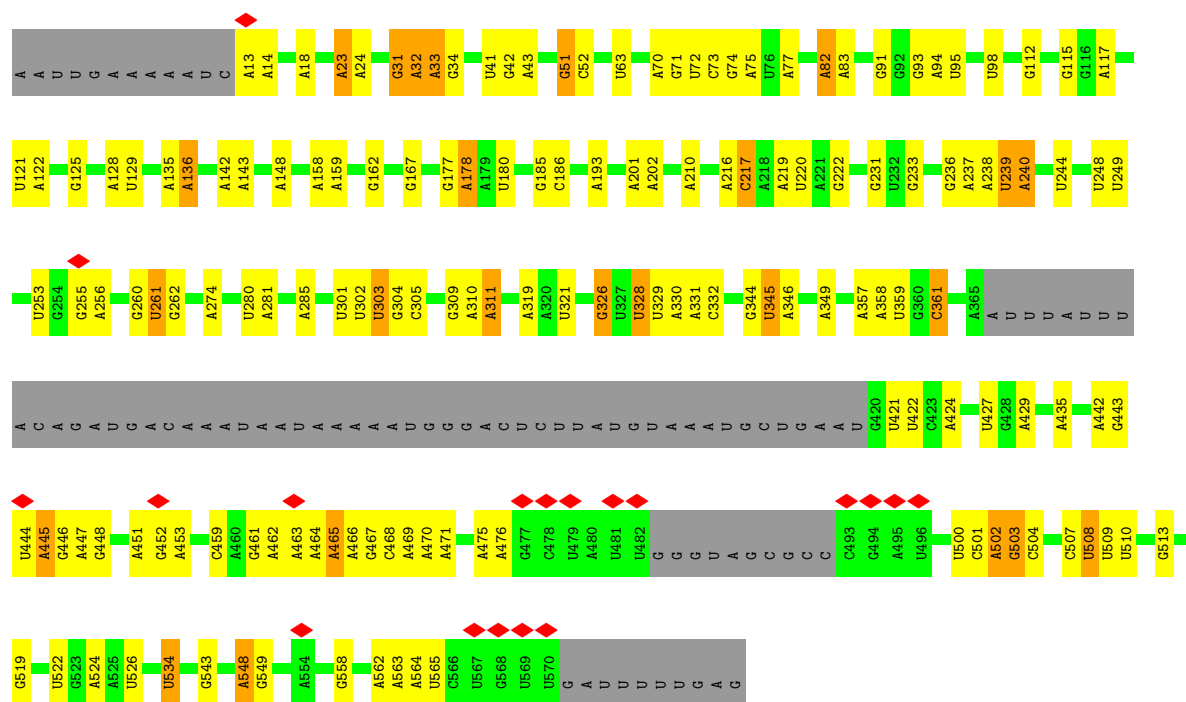 A A U U G A A A A A U C A13 A14 A18 A23 A24 G31 A32 A33 G34 U41 G42 A43 G51 C52 U63 A70 G71 U72 C73 G74 A75 U76 A77 A82 A83 G91 G92 G93 A94 U95 U98 G112 G115 G116 A117
U121 A122 G125 A128 U129 A135 A136 A142 A143 A148 A158 A159 G162 G167 G177 A178 A179 U180 G185 C186 A193 A201 A202 A210 A216 C217 A218 A219 U220 A221 G222 G231 U232 G233 G236 A237 A238 U239 A240 U244 U248 U249
U253 G254 G255 A256 G260 U261 G262 A274 U280 A281 A285 U301 U302 U303 G304 C305 G309 A310 A311 A319 A320 U321 G326 U327 U328 U329 A330 A331 C332 G344 U345 A346 A349 A357 A358 U359 G360 C361 A365 A U U U A U U U
A C A G A U G A C A A A U A A U A A A A A U G G G A C U C U U A U G U A A A U G C U G A A U G420 U421 U422 C423 A424 U427 G428 A429 A435 A442 G443
U444 A445 G446 A447 G448 A451 G452 A453 C459 A460 G461 A462 A463 A464 A465 A466 G467 C468 A469 A470 A471 A475 A476 G477 C478 U479 A480 U481 U482 G G G U A G C G C C C493 G494 A495 U496 U500 C501 A502 G503 C504 C507 U508 U509 U510 G513
G519 U522 G523 A524 A525 U526 U534 G543 A548 G549 A554 G558 A562 A563 A564 U565 C566 U567 G568 U569 U570 G A U U U U U G A G